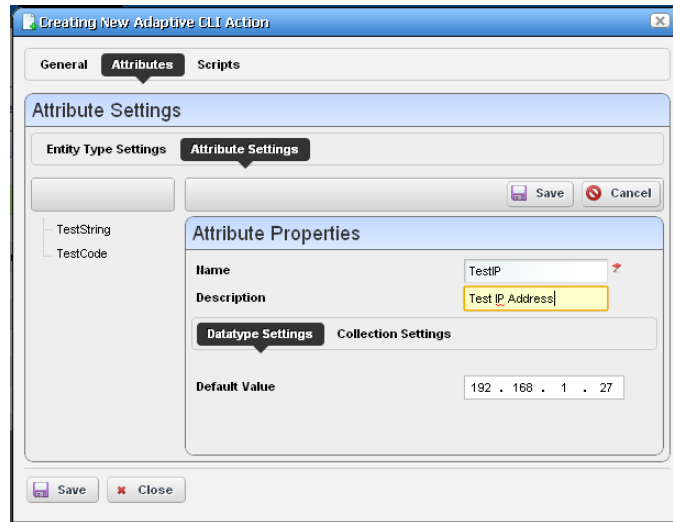 Creating New Adaptive CLI Action
General Attributes Scripts
Attribute Settings
Entity Type Settings Attribute Settings
Save Cancel
TestString
TestCode
Attribute Properties
Name TestIP
Description Test IP Address
Datatype Settings Collection Settings
Default Value 192 . 168 . 1 . 27
Save Close